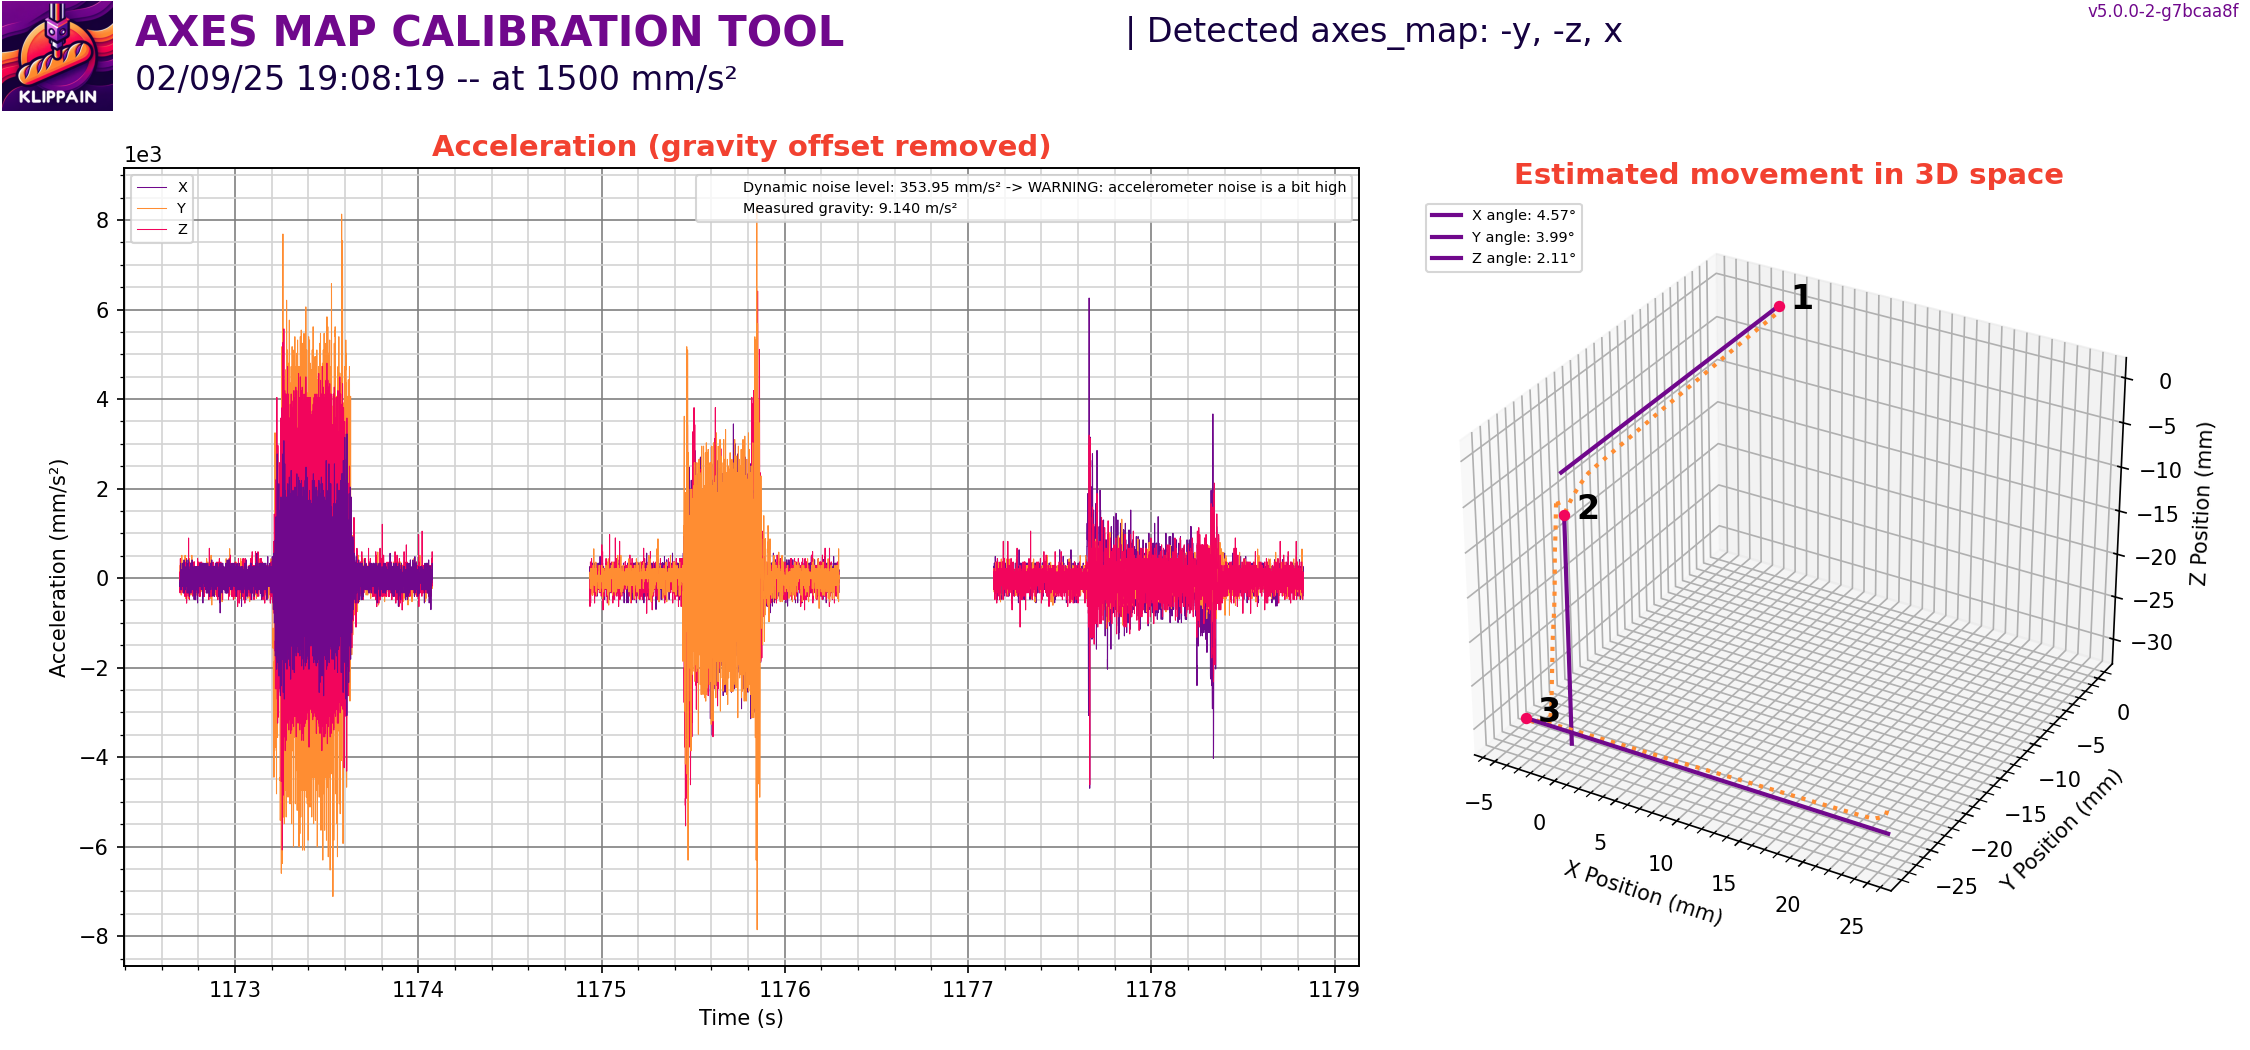 AXES MAP CALIBRATION TOOL
| Detected axes_map: -y, -z, x
v5.0.0-2-g7bcaa8f
02/09/25 19:08:19 -- at 1500 mm/s²
KLIPPAIN
Acceleration (gravity offset removed)
1e3
X
Y
Z
Dynamic noise level: 353.95 mm/s² -> WARNING: accelerometer noise is a bit high
Measured gravity: 9.140 m/s²
8
6
4
2
0
−2
−4
−6
−8
Acceleration (mm/s²)
1173
1174
1175
1176
1177
1178
1179
Time (s)
Estimated movement in 3D space
X angle: 4.57°
Y angle: 3.99°
Z angle: 2.11°
1
2
3
0
−5
−10
−15
−20
−25
−30
Z Position (mm)
0
−5
−10
−15
−20
−25
Y Position (mm)
−5
0
5
10
15
20
25
X Position (mm)